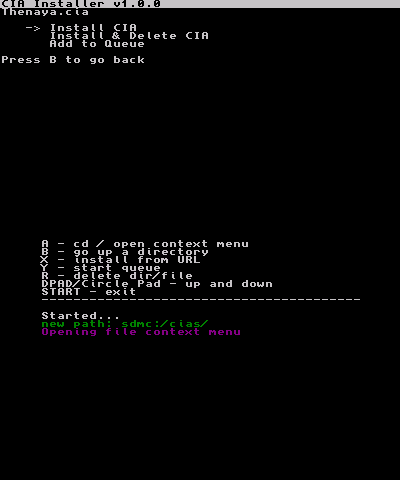 CIA Installer v1.0.0
Thenaya.cia
-> Install CIA
Install & Delete CIA
Add to Queue
Press B to go back
A - cd / open context menu
B - go up a directory
X - install from URL
Y - start queue
R - delete dir/file
DPAD/Circle Pad - up and down
START - exit
----------------------------------------
Started...
new path: sdmc:/cias/
Opening file context menu